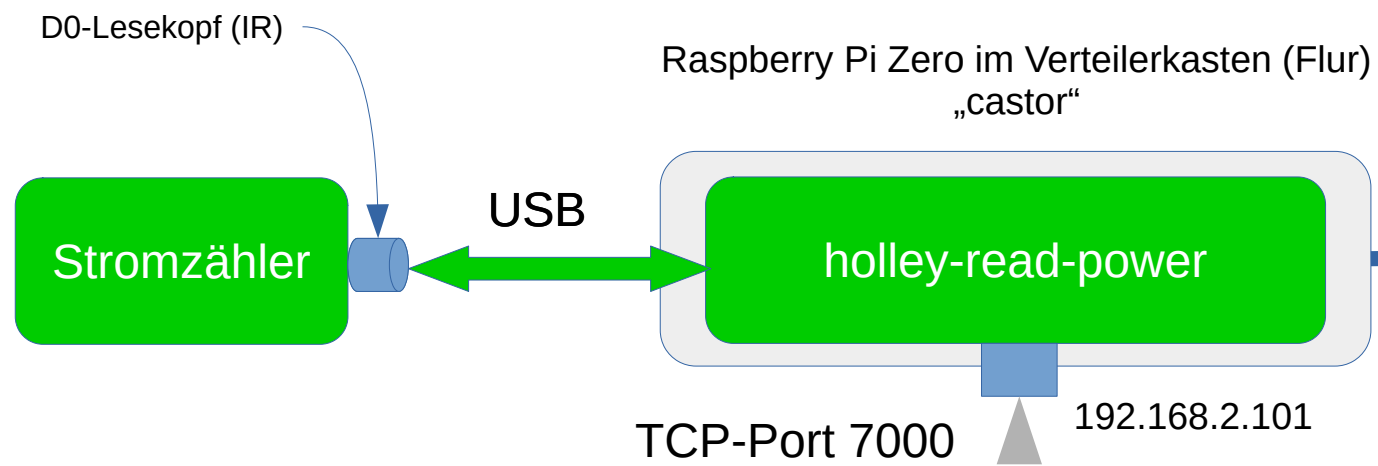 D0-Lesekopf (IR)
Raspberry Pi Zero im Verteilerkasten (Flur)
„castor“
USB
Stromzähler
holley-read-power
192.168.2.101
TCP-Port 7000